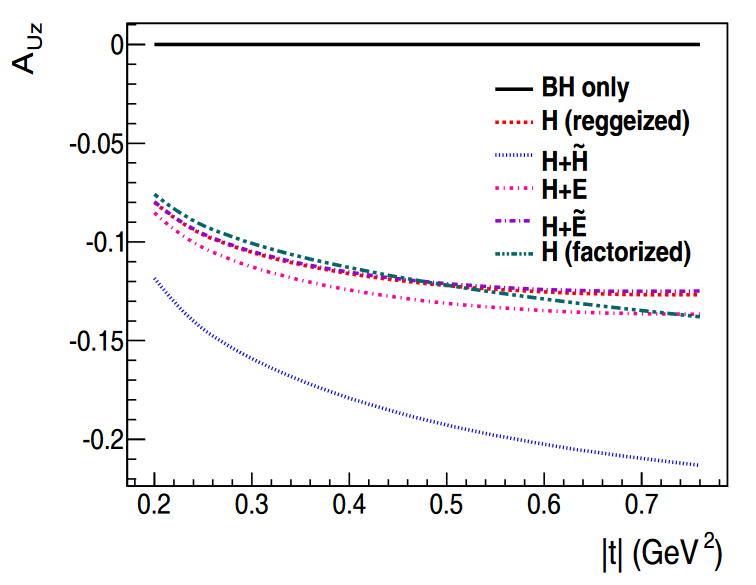 A_Uz
0
-0.05
-0.1
-0.15
-0.2
BH only
H (reggeized)
H+H̃
H+E
H+Ẽ
H (factorized)
0.2 0.3 0.4 0.5 0.6 0.7
|t| (GeV²)